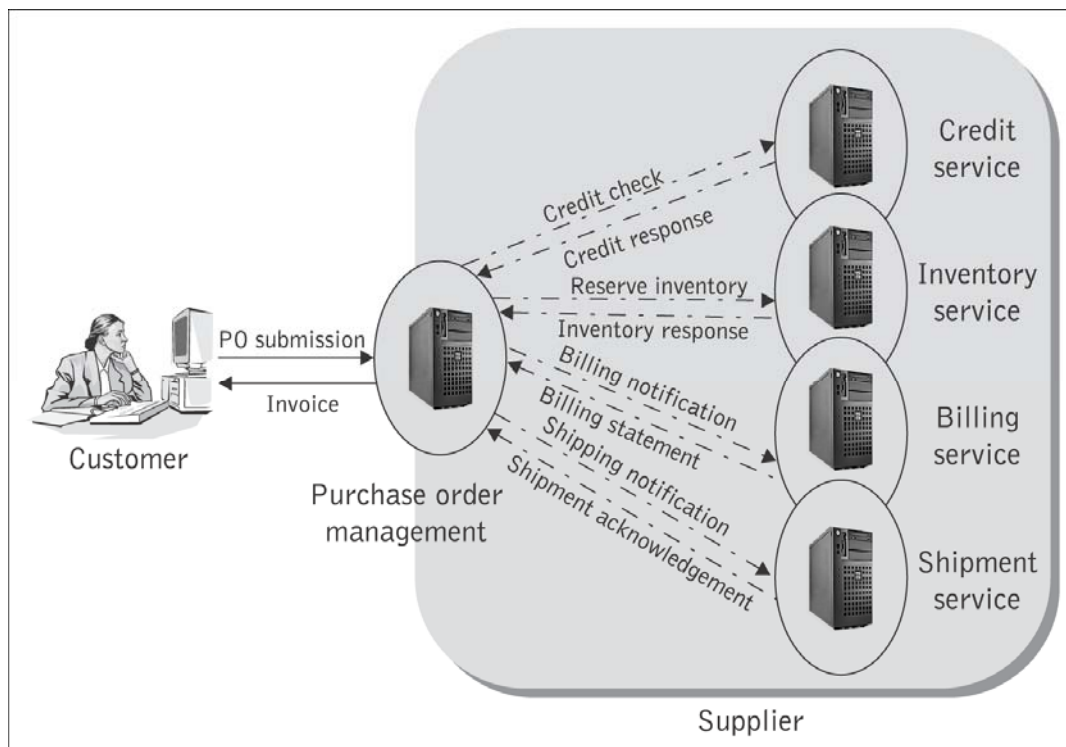 Credit
service
Credit check
Credit response
Reserve inventory
Inventory response
Inventory
service
PO submission
Invoice
Customer
Purchase order
management
Billing notification
Billing statement
Billing
service
Shipping notification
Shipment acknowledgement
Shipment
service
Supplier